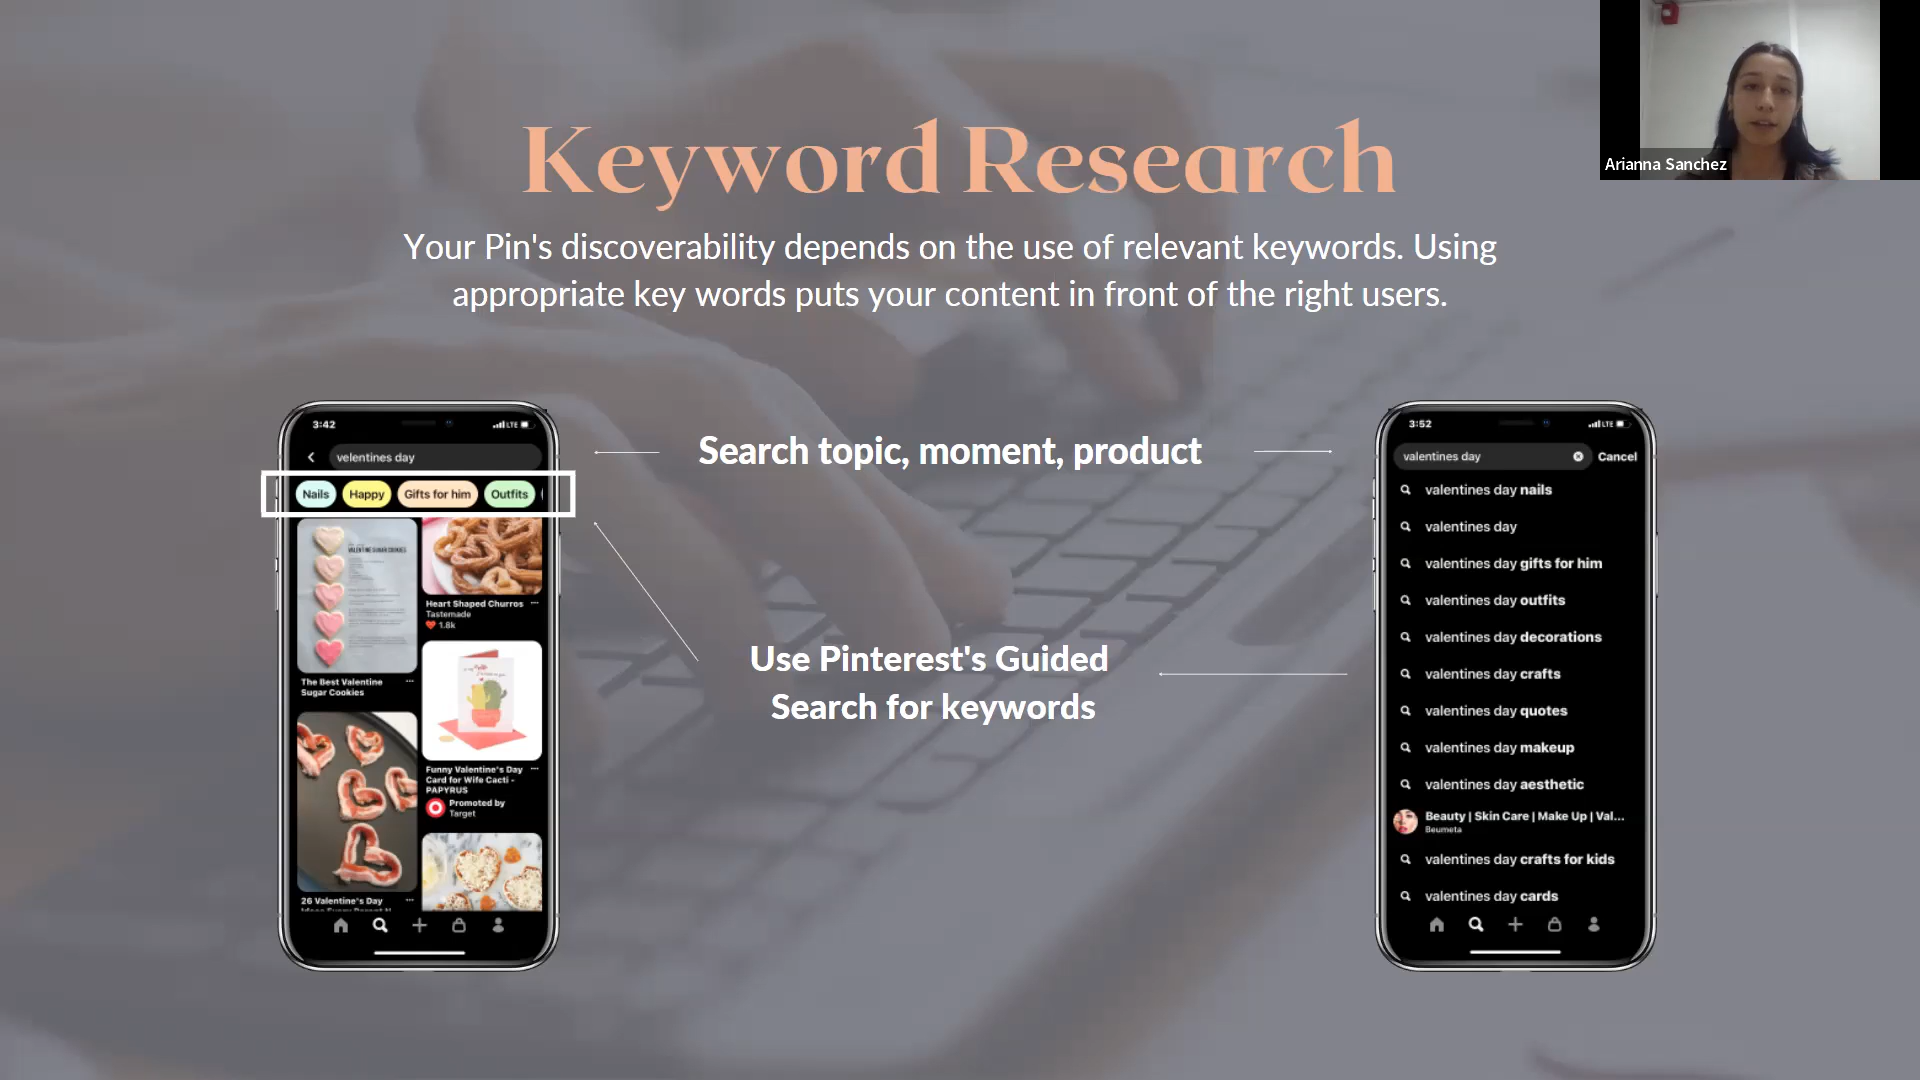 Arianna Sanchez
Keyword Research
Your Pin's discoverability depends on the use of relevant keywords. Using
appropriate key words puts your content in front of the right users.
Search topic, moment, product
Use Pinterest's Guided
Search for keywords
3:42
LTE
velentines day
Nails
Happy
Gifts for him
Outfits
VALENTINE SUGAR COOKIES
The Best Valentine
Sugar Cookies
26 Valentine's Day
Heart Shaped Churros
Tastemade
1.8k
Funny Valentine's Day
Card for Wife Cacti -
PAPYRUS
Promoted by
Target
3:52
LTE
valentines day
Cancel
valentines day nails
valentines day
valentines day gifts for him
valentines day outfits
valentines day decorations
valentines day crafts
valentines day quotes
valentines day makeup
valentines day aesthetic
Beauty | Skin Care | Make Up | Val...
Beumeta
valentines day crafts for kids
valentines day cards